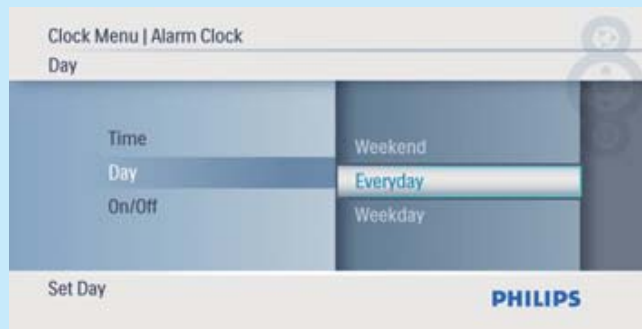 Clock Menu | Alarm Clock
Day
Time
Day
On/Off
Weekend
Everyday
Weekday
Set Day
PHILIPS